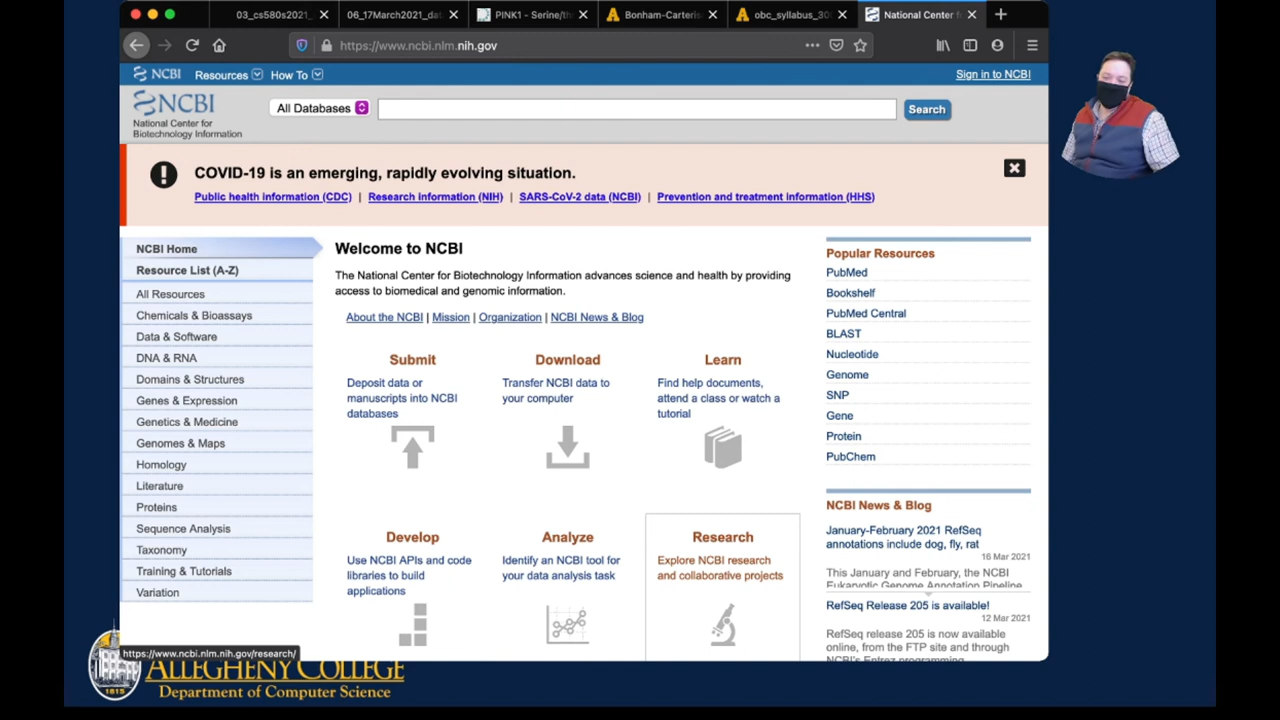 03_cs580s2021_
06_17March2021_dat
PINK1 - Serine/th
Bonham-Carteris
obc_syllabus_300
National Center f
https://www.ncbi.nlm.nih.gov
NCBI Resources How To Sign in to NCBI
NCBI
National Center for
Biotechnology Information
All Databases
Search
COVID-19 is an emerging, rapidly evolving situation.
Public health information (CDC) | Research information (NIH) | SARS-CoV-2 data (NCBI) | Prevention and treatment information (HHS)
NCBI Home
Resource List (A-Z)
All Resources
Chemicals & Bioassays
Data & Software
DNA & RNA
Domains & Structures
Genes & Expression
Genetics & Medicine
Genomes & Maps
Homology
Literature
Proteins
Sequence Analysis
Taxonomy
Training & Tutorials
Variation
Welcome to NCBI
The National Center for Biotechnology Information advances science and health by providing
access to biomedical and genomic information.
About the NCBI | Mission | Organization | NCBI News & Blog
Submit
Deposit data or
manuscripts into NCBI
databases
Download
Transfer NCBI data to
your computer
Learn
Find help documents,
attend a class or watch a
tutorial
Develop
Use NCBI APIs and code
libraries to build
applications
Analyze
Identify an NCBI tool for
your data analysis task
Research
Explore NCBI research
and collaborative projects
Popular Resources
PubMed
Bookshelf
PubMed Central
BLAST
Nucleotide
Genome
SNP
Gene
Protein
PubChem
NCBI News & Blog
January-February 2021 RefSeq
annotations include dog, fly, rat
16 Mar 2021
This January and February, the NCBI
Eukaryotic Genome Annotation Pipeline
RefSeq Release 205 is available!
12 Mar 2021
RefSeq release 205 is now available
online, from the FTP site and through
NCBI's Entrez programming
https://www.ncbi.nlm.nih.gov/research/
ALLEGHENY COLLEGE
Department of Computer Science
1815